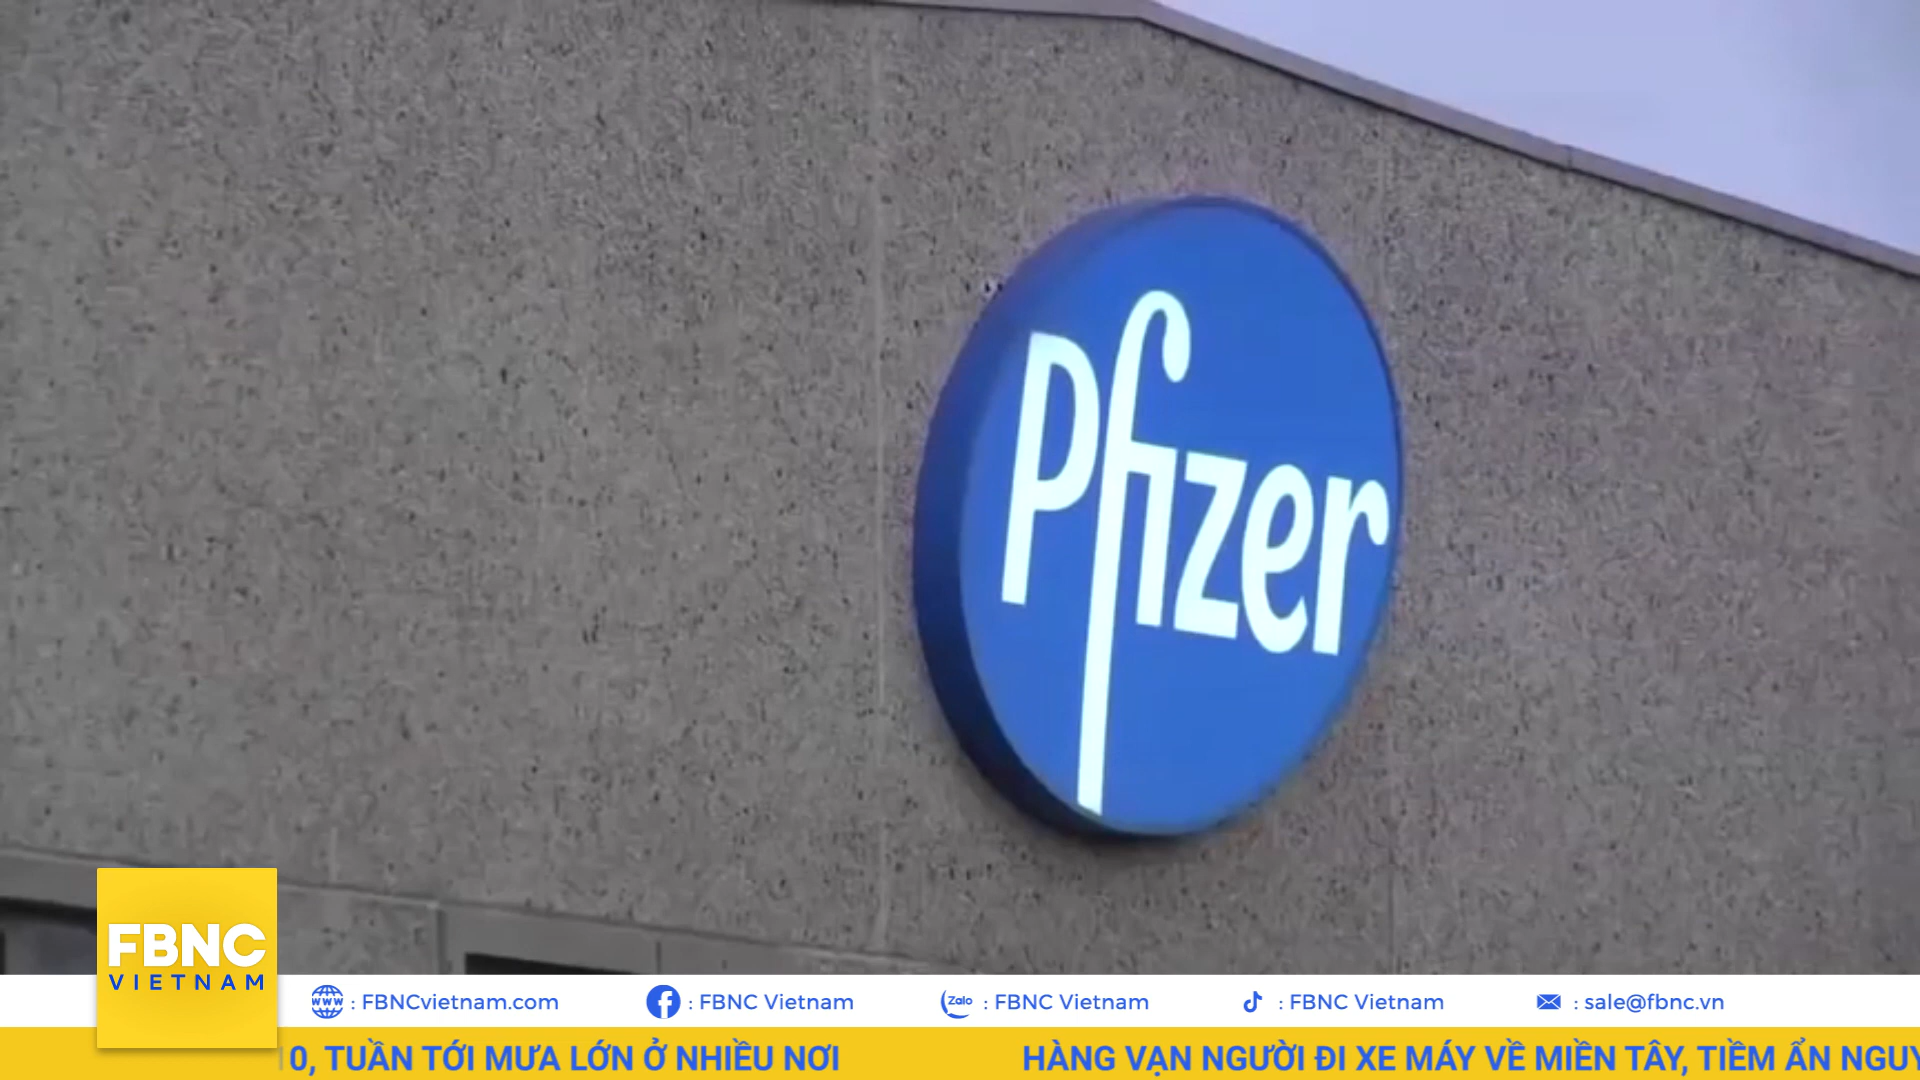 Pfizer
FBNC
VIETNAM
www : FBNCvietnam.com
: FBNC Vietnam
Zalo : FBNC Vietnam
: FBNC Vietnam
: sale@fbnc.vn
0, TUẦN TỚI MƯA LỚN Ở NHIỀU NƠI
HÀNG VẠN NGƯỜI ĐI XE MÁY VỀ MIỀN TÂY, TIỀM ẨN